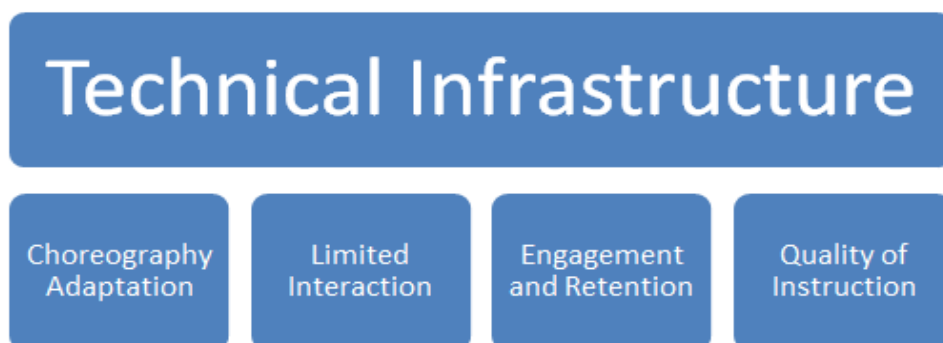 Technical Infrastructure
Choreography
Adaptation
Limited
Interaction
Engagement
and Retention
Quality of
Instruction